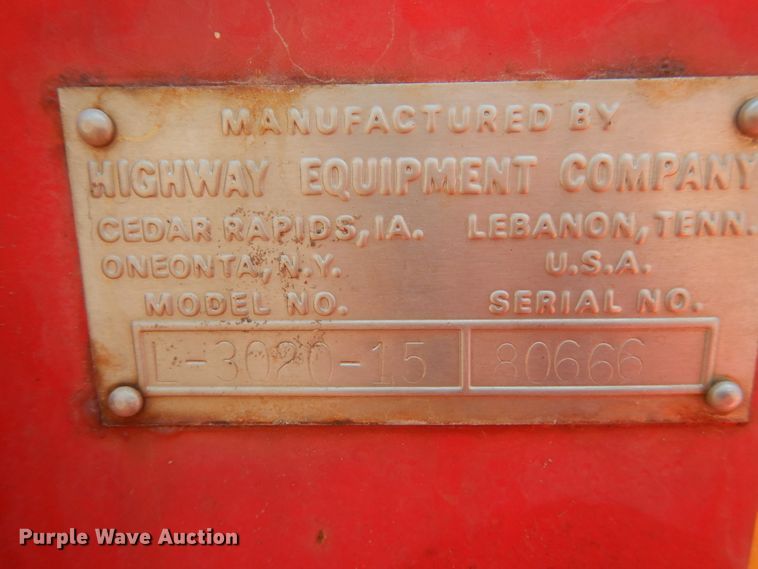 MANUFACTURED BY
HIGHWAY EQUIPMENT COMPANY
CEDAR RAPIDS, IA. LEBANON, TENN.
ONEONTA, N.Y. U.S.A.
MODEL NO. SERIAL NO.
L-3020-15 80666
Purple Wave Auction